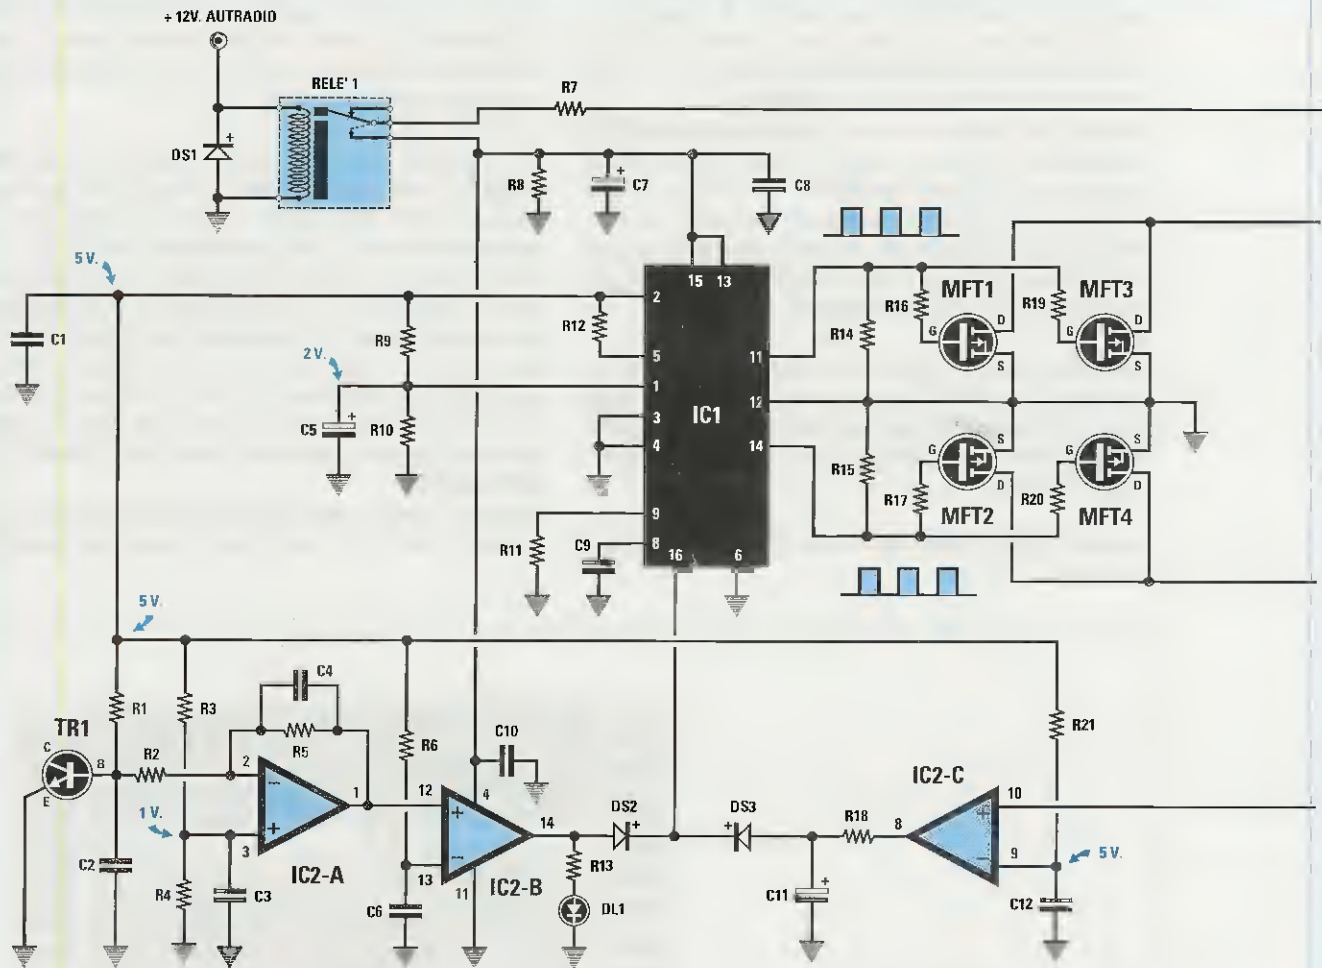 + 12V. AUTRADIO
RELE' 1
R7
+
DS1
R8
+
C7
C8
5 V.
15
13
MFT1
MFT3
2
R16
R19
C1
R12
R9
R14
G
D
S
G
D
S
2 V.
5
11
1
IC1
12
+
C5
R10
3
4
14
R15
G
S
D
G
S
D
R17
R20
MFT2
MFT4
9
8
R11
C9
16
6
5 V.
C4
R1
R3
R5
R6
C10
R21
TR1
C
B
E
R2
2
−
1
12
+
4
IC2-C
10
+
1 V.
+
3
−
13
11
14
DS2
+
DS3
+
R18
8
−
9
5 V.
C2
R4
C3
IC2-A
C6
IC2-B
R13
DL1
+
C11
C12